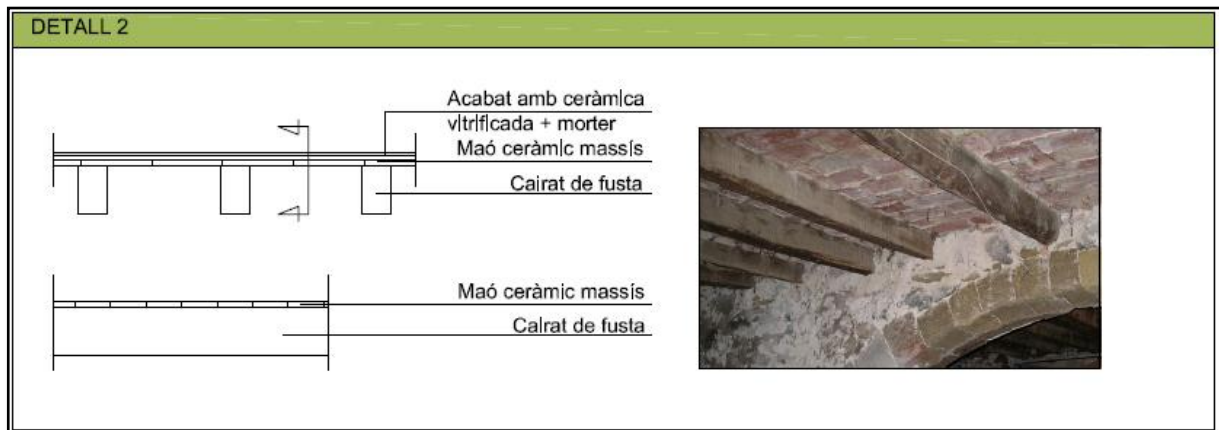 DETALL 2
Acabat amb ceràmica
vitrificada + morter
Maó ceràmic massís
Cairat de fusta
Maó ceràmic massís
Cairat de fusta